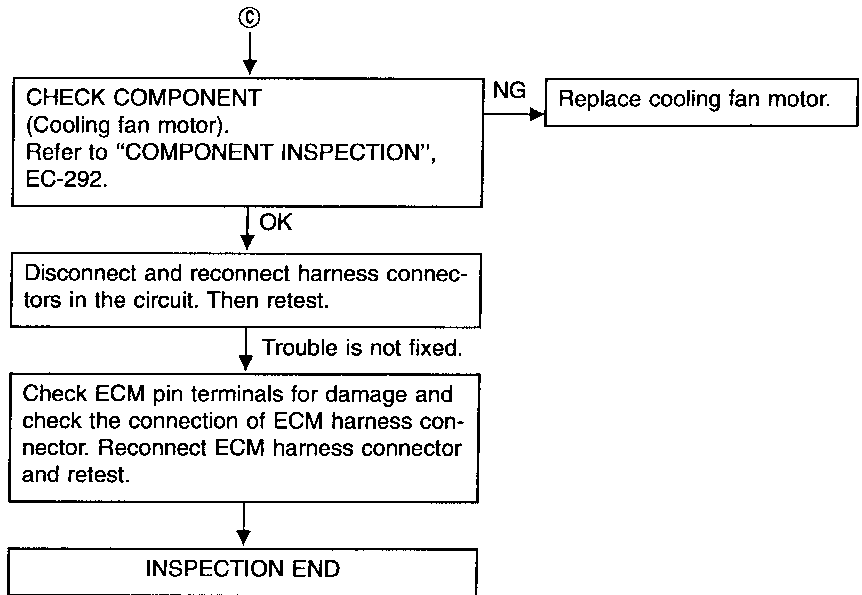 Ⓒ
CHECK COMPONENT
(Cooling fan motor).
Refer to “COMPONENT INSPECTION”,
EC-292.
NG
Replace cooling fan motor.
OK
Disconnect and reconnect harness connec-
tors in the circuit. Then retest.
Trouble is not fixed.
Check ECM pin terminals for damage and
check the connection of ECM harness con-
nector. Reconnect ECM harness connector
and retest.
INSPECTION END